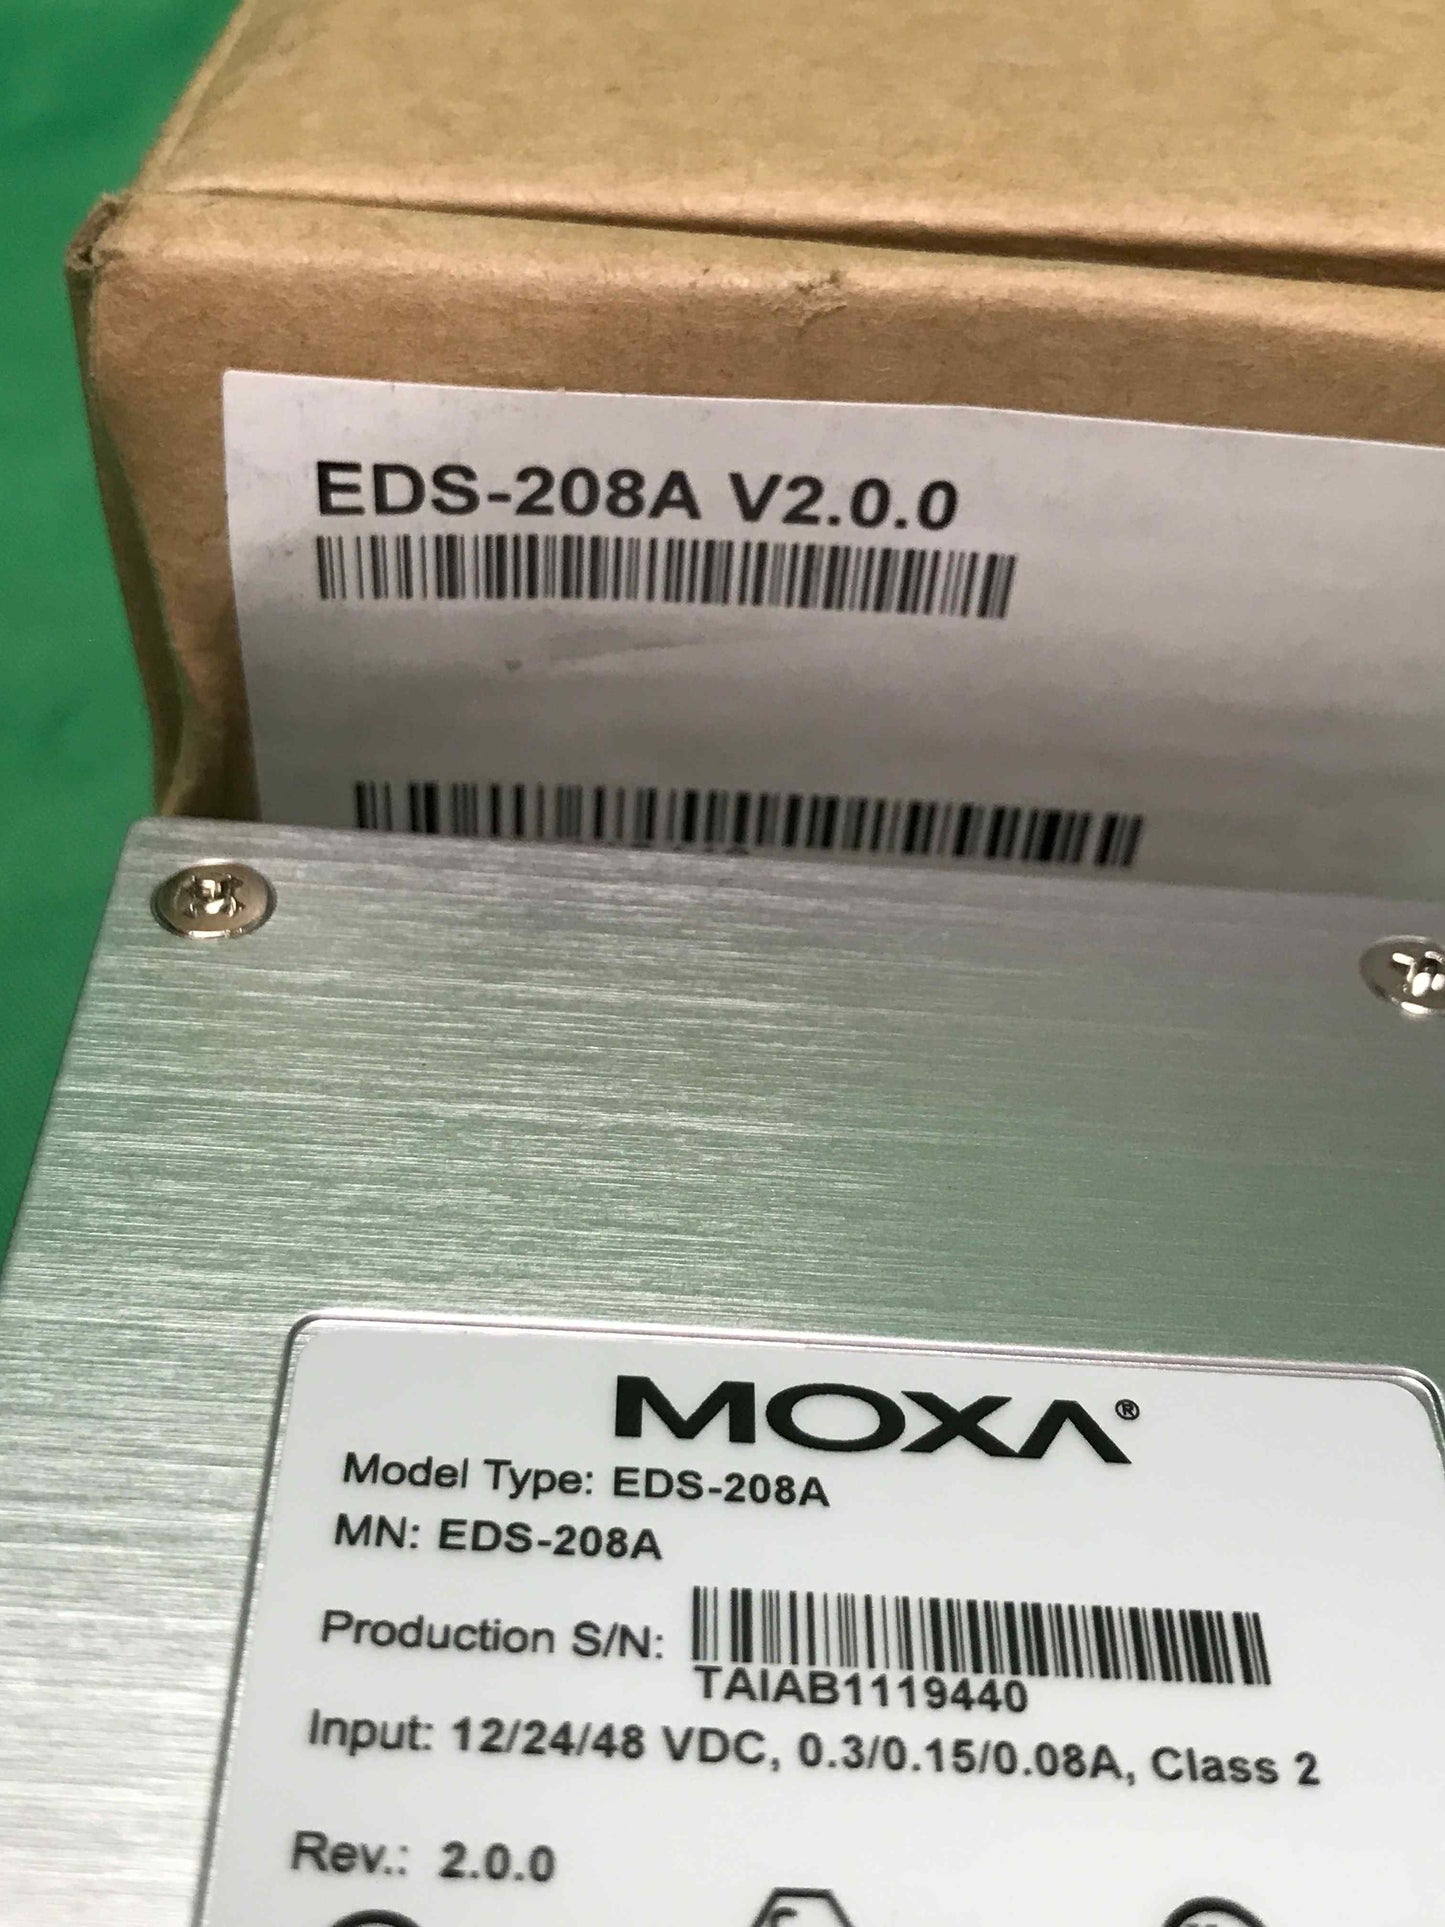 EDS-208A V2.0.0
MOXA®
Model Type: EDS-208A
MN: EDS-208A
Production S/N:
TAIAB1119440
Input: 12/24/48 VDC, 0.3/0.15/0.08A, Class 2
Rev.: 2.0.0